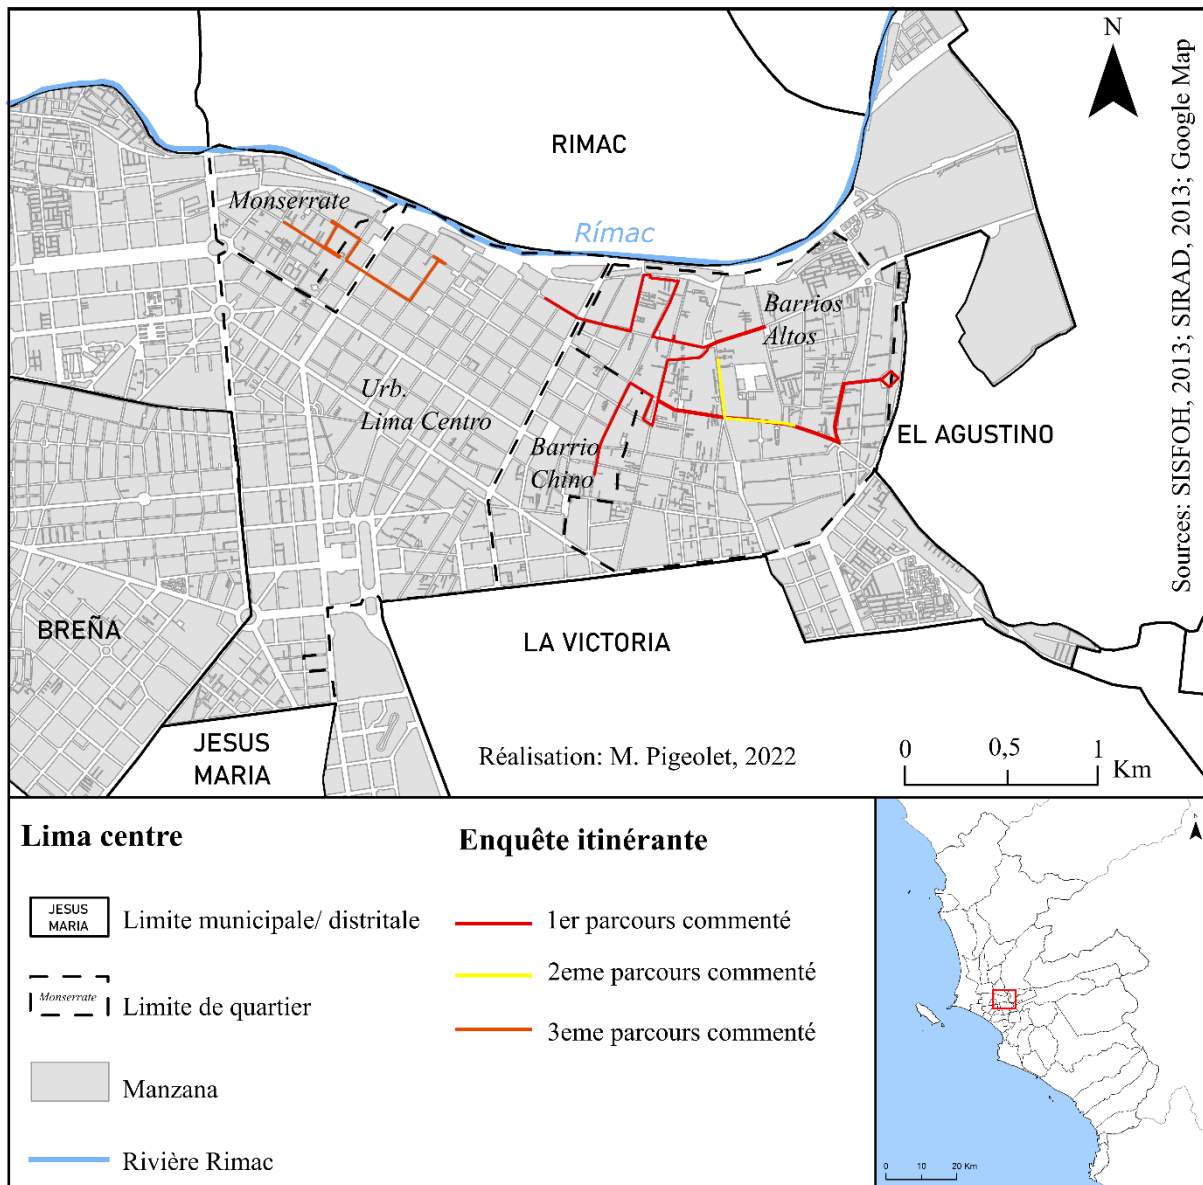 N
Sources: SISFOH, 2013; SIRAD, 2013; Google Map
RIMAC
Monserrate
Rímac
Barrios
Altos
Urb.
Lima Centro
Barrio
Chino
EL AGUSTINO
BREÑA
LA VICTORIA
JESUS
MARIA
Réalisation: M. Pigeolet, 2022
0 0,5 1
Km
Lima centre
JESUS
MARIA
Limite municipale/ distritale
Monserrate
Limite de quartier
Manzana
Rivière Rimac
Enquête itinérante
1er parcours commenté
2eme parcours commenté
3eme parcours commenté
N
0 10 20 Km